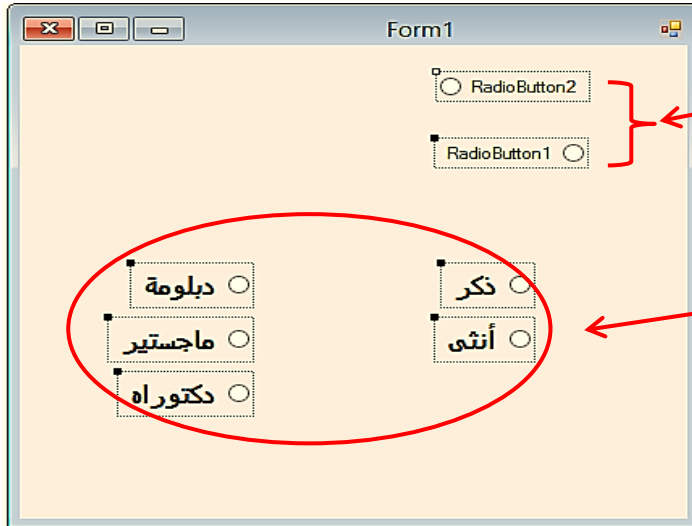 Form1
RadioButton2
RadioButton1
ذكر
أنثى
دبلومة
ماجستير
دكتوراه